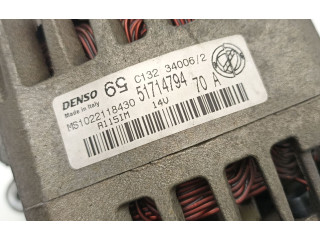 DENSO 65 C132 34006/2
Made in Italy
MS1022118430 51714794 70 A
A115IM 14V